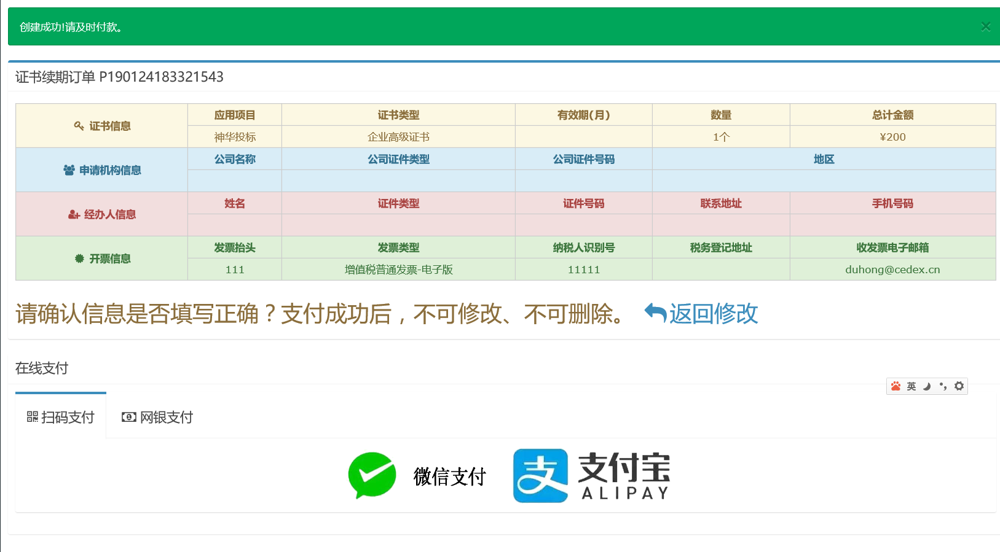 创建成功!请及时付款。
×
证书续期订单 P190124183321543
证书信息
应用项目 证书类型 有效期(月) 数量 总计金额
神华投标 企业高级证书 1个 ¥200
申请机构信息
公司名称 公司证件类型 公司证件号码 地区
经办人信息
姓名 证件类型 证件号码 联系地址 手机号码
开票信息
发票抬头 发票类型 纳税人识别号 税务登记地址 收发票电子邮箱
111 增值税普通发票-电子版 11111 duhong@cedex.cn
请确认信息是否填写正确？支付成功后，不可修改、不可删除。 返回修改
在线支付
英
扫码支付 网银支付
微信支付
支 支付宝
ALIPAY